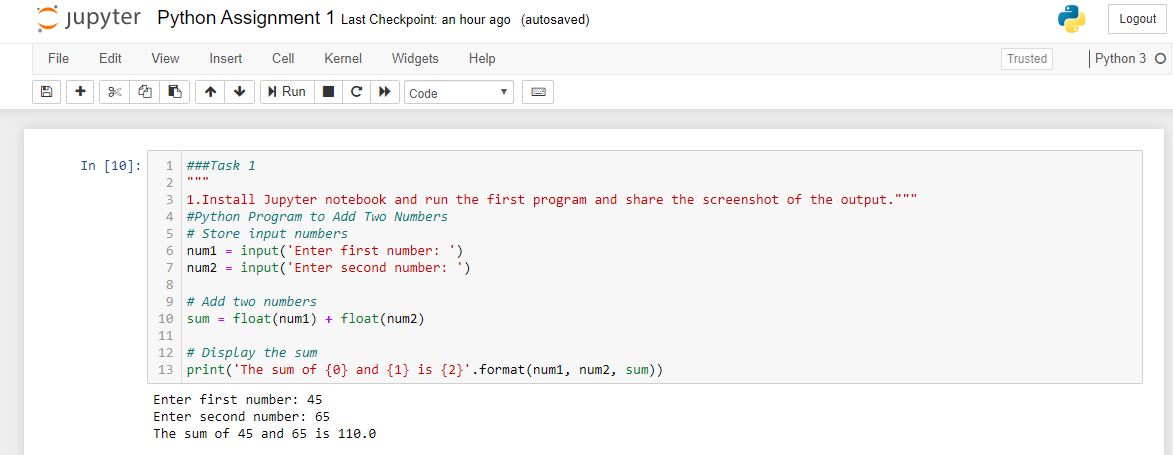 jupyter Python Assignment 1 Last Checkpoint: an hour ago (autosaved) Logout
File Edit View Insert Cell Kernel Widgets Help Trusted Python 3
Run Code
In [10]:
1 ###Task 1
2 """
3 1.Install Jupyter notebook and run the first program and share the screenshot of the output."""
4 #Python Program to Add Two Numbers
5 # Store input numbers
6 num1 = input('Enter first number: ')
7 num2 = input('Enter second number: ')
8
9 # Add two numbers
10 sum = float(num1) + float(num2)
11
12 # Display the sum
13 print('The sum of {0} and {1} is {2}'.format(num1, num2, sum))
Enter first number: 45
Enter second number: 65
The sum of 45 and 65 is 110.0